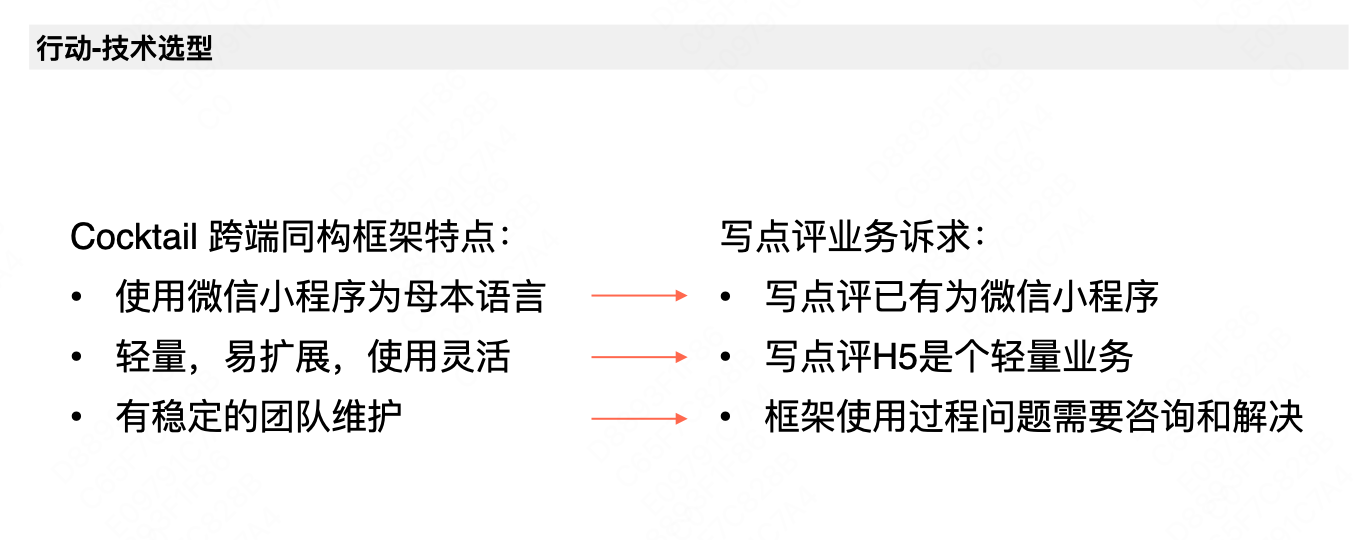 行动-技术选型
Cocktail 跨端同构框架特点：
• 使用微信小程序为母本语言
• 轻量，易扩展，使用灵活
• 有稳定的团队维护
写点评业务诉求：
• 写点评已有为微信小程序
• 写点评H5是个轻量业务
• 框架使用过程问题需要咨询和解决